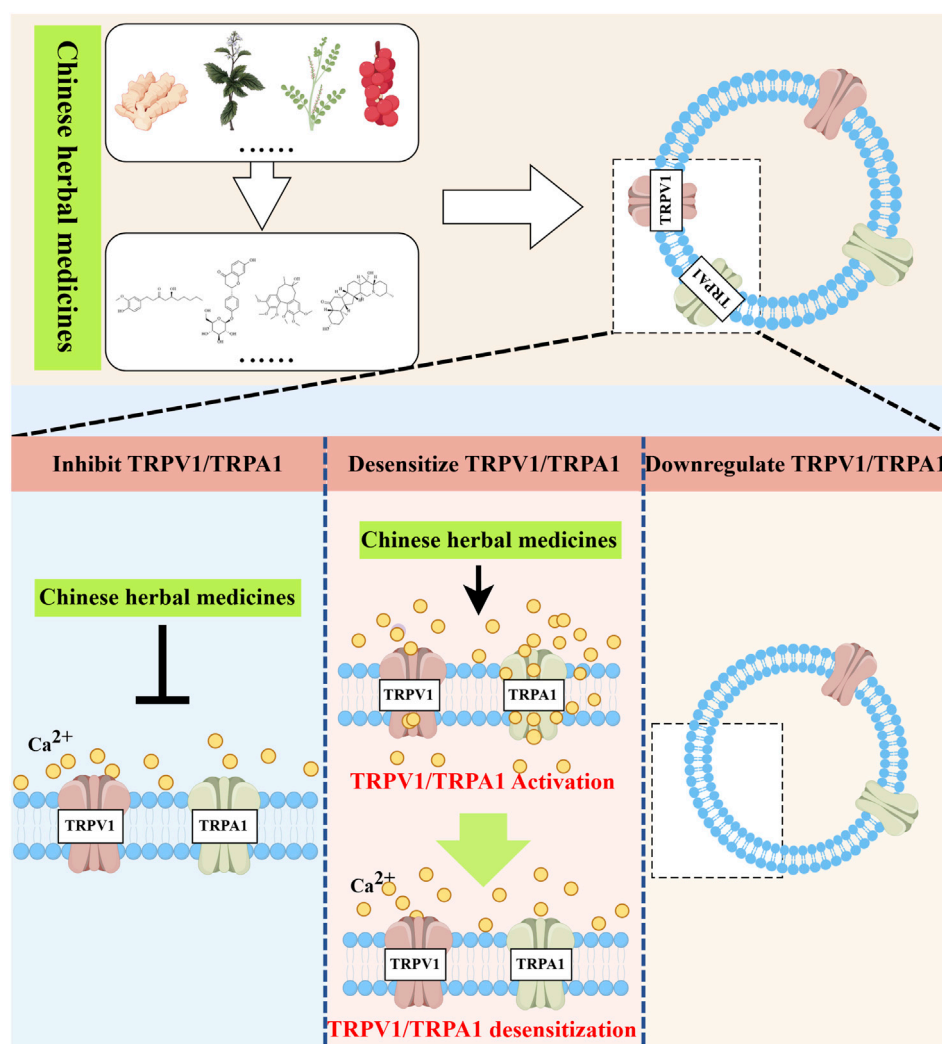 Chinese herbal medicines
......
......
TRPV1
TRPA1
Inhibit TRPV1/TRPA1
Desensitize TRPV1/TRPA1
Downregulate TRPV1/TRPA1
Chinese herbal medicines
Ca2+
TRPV1
TRPA1
Chinese herbal medicines
TRPV1
TRPA1
TRPV1/TRPA1 Activation
Ca2+
TRPV1
TRPA1
TRPV1/TRPA1 desensitization